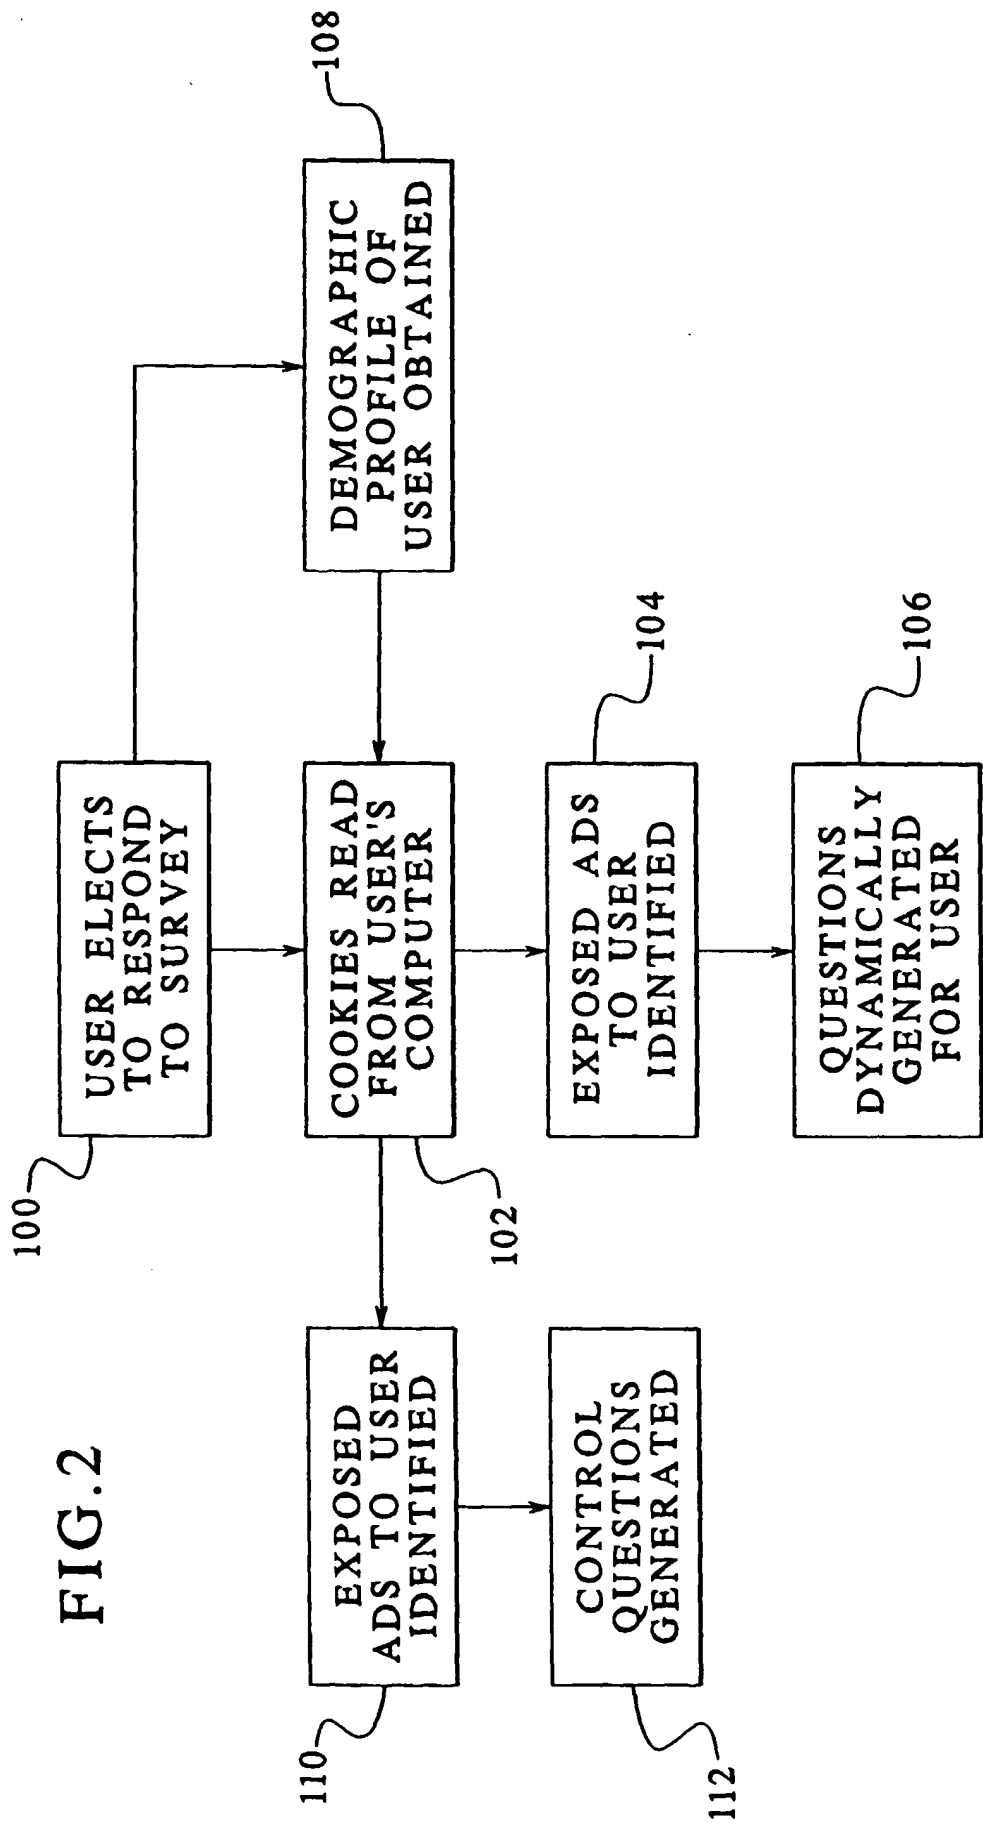 FIG.2
100
USER ELECTS
TO RESPOND
TO SURVEY
108
DEMOGRAPHIC
PROFILE OF
USER OBTAINED
COOKIES READ
FROM USER'S
COMPUTER
102
110
EXPOSED
ADS TO USER
IDENTIFIED
EXPOSED ADS
TO USER
IDENTIFIED
104
112
CONTROL
QUESTIONS
GENERATED
QUESTIONS
DYNAMICALLY
GENERATED
FOR USER
106